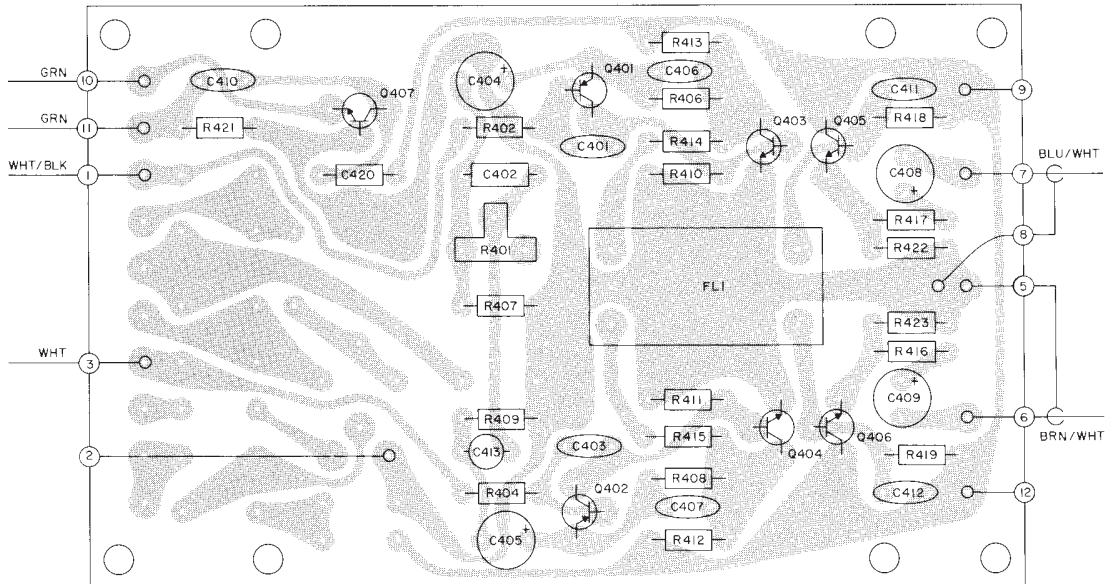 R413
C404 +
Q401
C406
GRN
10
C410
Q407
R406
C411
9
GRN
11
R421
R402
C401
R414
Q403
Q405
R418
WHT/BLK
1
C420
C402
R410
C408
+
7
BLU/WHT
R417
8
R401
R422
FL1
5
R407
R423
R416
WHT
3
R411
+
C409
R409
R415
6
BRN/WHT
2
C413
C403
Q404
Q406
R419
R404
Q402
R408
C407
C412
12
C405 +
R412